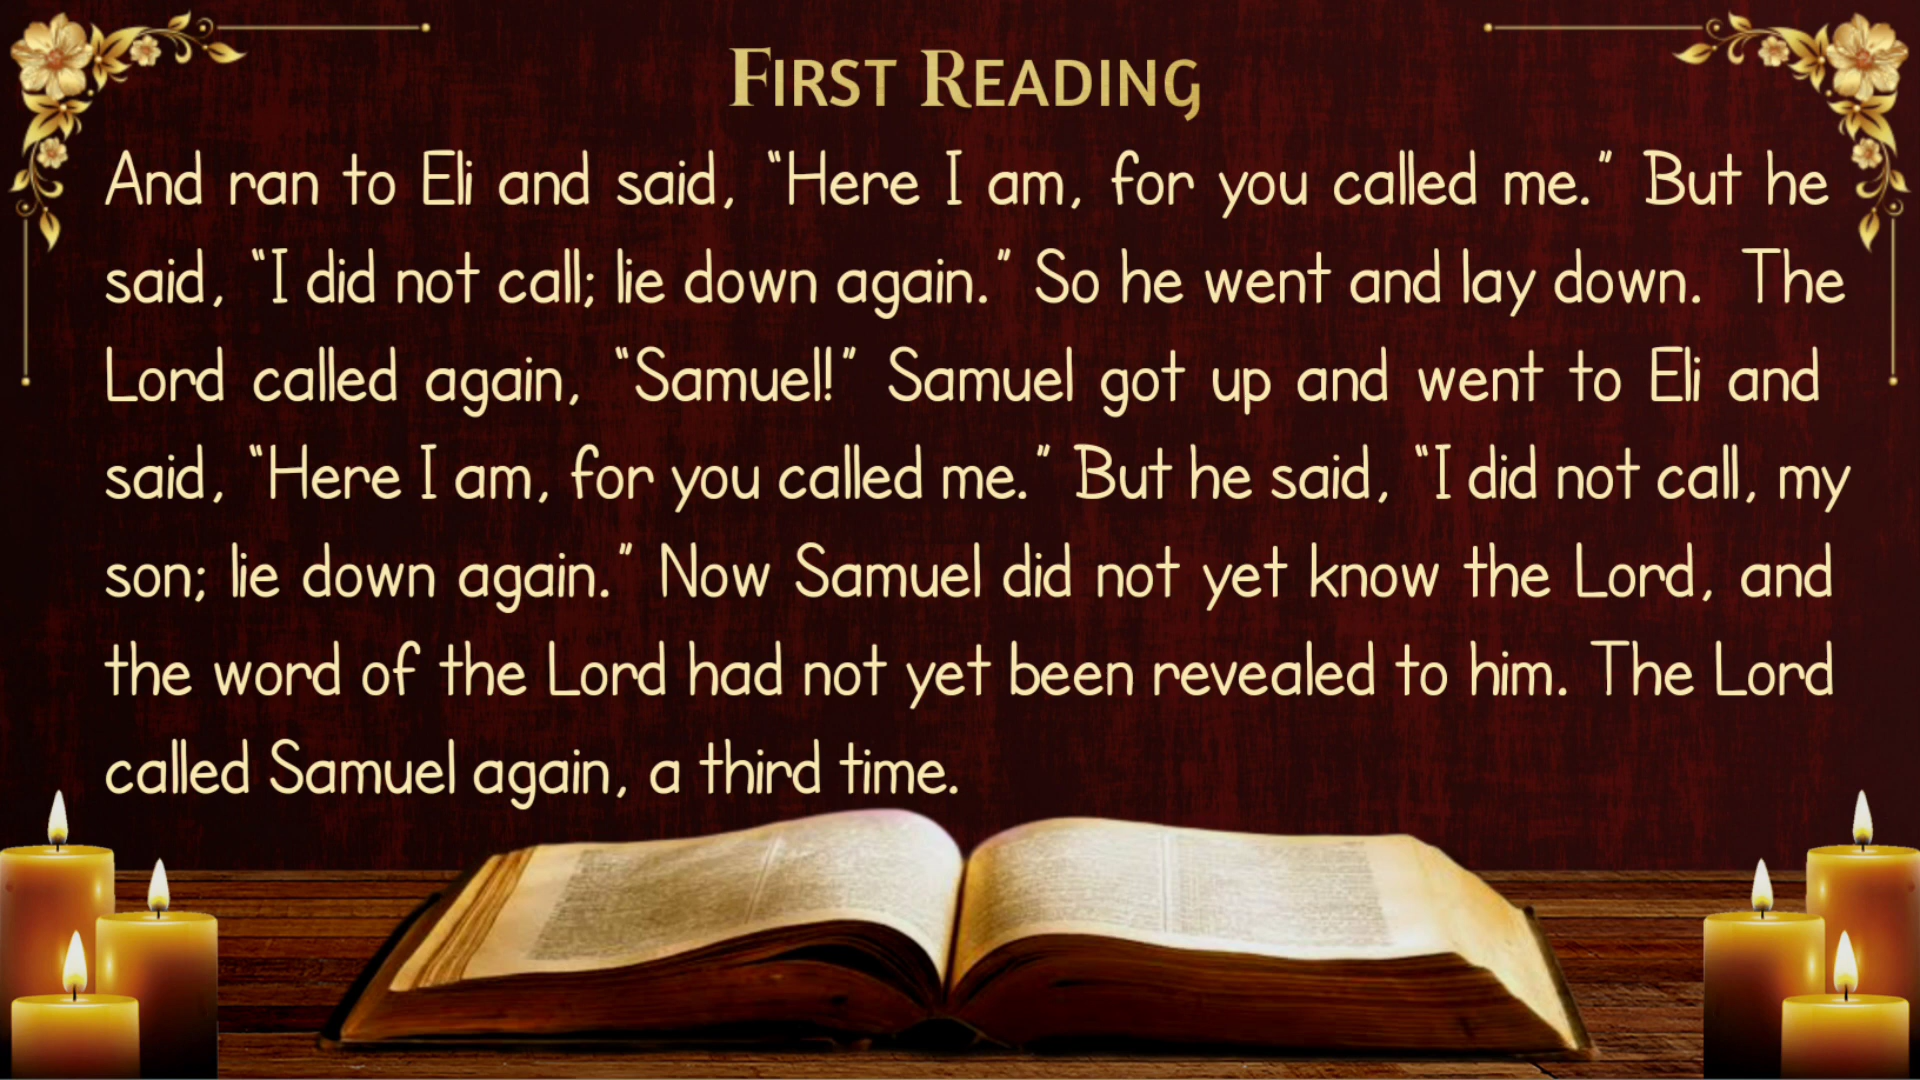 FIRST READING
And ran to Eli and said, “Here I am, for you called me.” But he
said, “I did not call; lie down again.” So he went and lay down. The
Lord called again, “Samuel!” Samuel got up and went to Eli and
said, “Here I am, for you called me.” But he said, “I did not call, my
son; lie down again.” Now Samuel did not yet know the Lord, and
the word of the Lord had not yet been revealed to him. The Lord
called Samuel again, a third time.